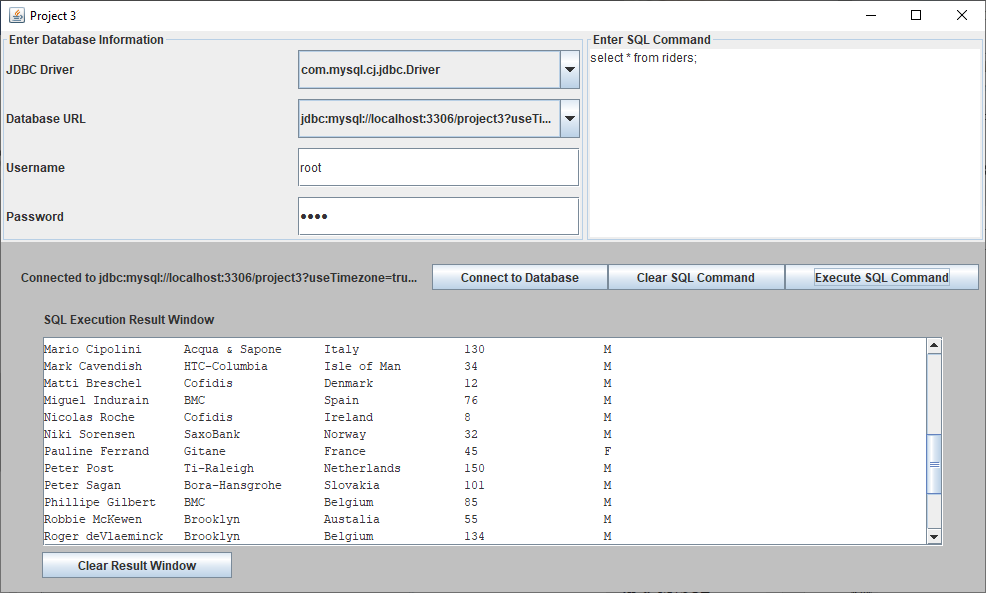 Project 3
Enter Database Information
JDBC Driver
com.mysql.cj.jdbc.Driver
Database URL
jdbc:mysql://localhost:3306/project3?useTi...
Username
root
Password
••••
Enter SQL Command
select * from riders;
Connected to jdbc:mysql://localhost:3306/project3?useTimezone=tru...
Connect to Database
Clear SQL Command
Execute SQL Command
SQL Execution Result Window
Mario Cipolini Acqua & Sapone Italy 130 M
Mark Cavendish HTC-Columbia Isle of Man 34 M
Matti Breschel Cofidis Denmark 12 M
Miguel Indurain BMC Spain 76 M
Nicolas Roche Cofidis Ireland 8 M
Niki Sorensen SaxoBank Norway 32 M
Pauline Ferrand Gitane France 45 F
Peter Post Ti-Raleigh Netherlands 150 M
Peter Sagan Bora-Hansgrohe Slovakia 101 M
Phillipe Gilbert BMC Belgium 85 M
Robbie McKewen Brooklyn Austalia 55 M
Roger deVlaeminck Brooklyn Belgium 134 M
Clear Result Window